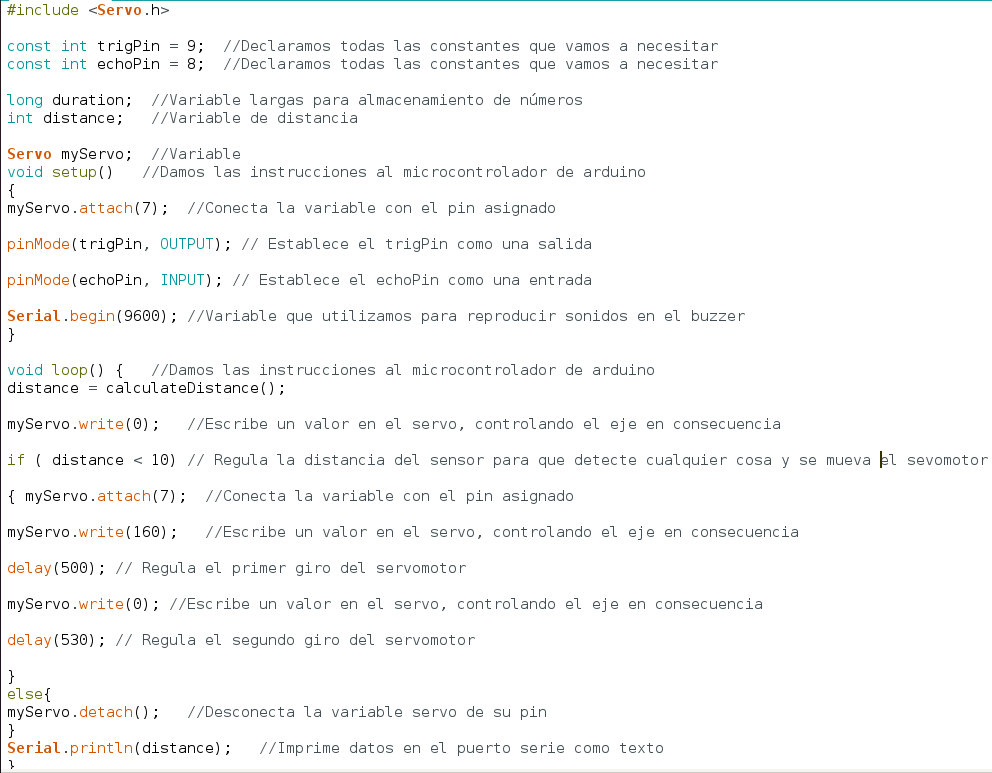 #include <Servo.h>
const int trigPin = 9;  //Declaramos todas las constantes que vamos a necesitar
const int echoPin = 8;  //Declaramos todas las constantes que vamos a necesitar
long duration;  //Variable largas para almacenamiento de números
int distance;   //Variable de distancia
Servo myServo;  //Variable
void setup()   //Damos las instrucciones al microcontrolador de arduino
{
myServo.attach(7);  //Conecta la variable con el pin asignado
pinMode(trigPin, OUTPUT); // Establece el trigPin como una salida
pinMode(echoPin, INPUT); // Establece el echoPin como una entrada
Serial.begin(9600); //Variable que utilizamos para reproducir sonidos en el buzzer
}
void loop() {   //Damos las instrucciones al microcontrolador de arduino
distance = calculateDistance();
myServo.write(0);   //Escribe un valor en el servo, controlando el eje en consecuencia
if ( distance < 10) // Regula la distancia del sensor para que detecte cualquier cosa y se mueva el sevomotor
{ myServo.attach(7);  //Conecta la variable con el pin asignado
myServo.write(160);   //Escribe un valor en el servo, controlando el eje en consecuencia
delay(500); // Regula el primer giro del servomotor
myServo.write(0); //Escribe un valor en el servo, controlando el eje en consecuencia
delay(530); // Regula el segundo giro del servomotor
}
else{
myServo.detach();   //Desconecta la variable servo de su pin
}
Serial.println(distance);   //Imprime datos en el puerto serie como texto
}